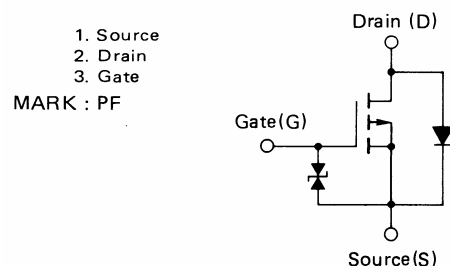 1. Source
2. Drain
3. Gate
MARK : PF
Drain (D)
Gate(G)
Source(S)